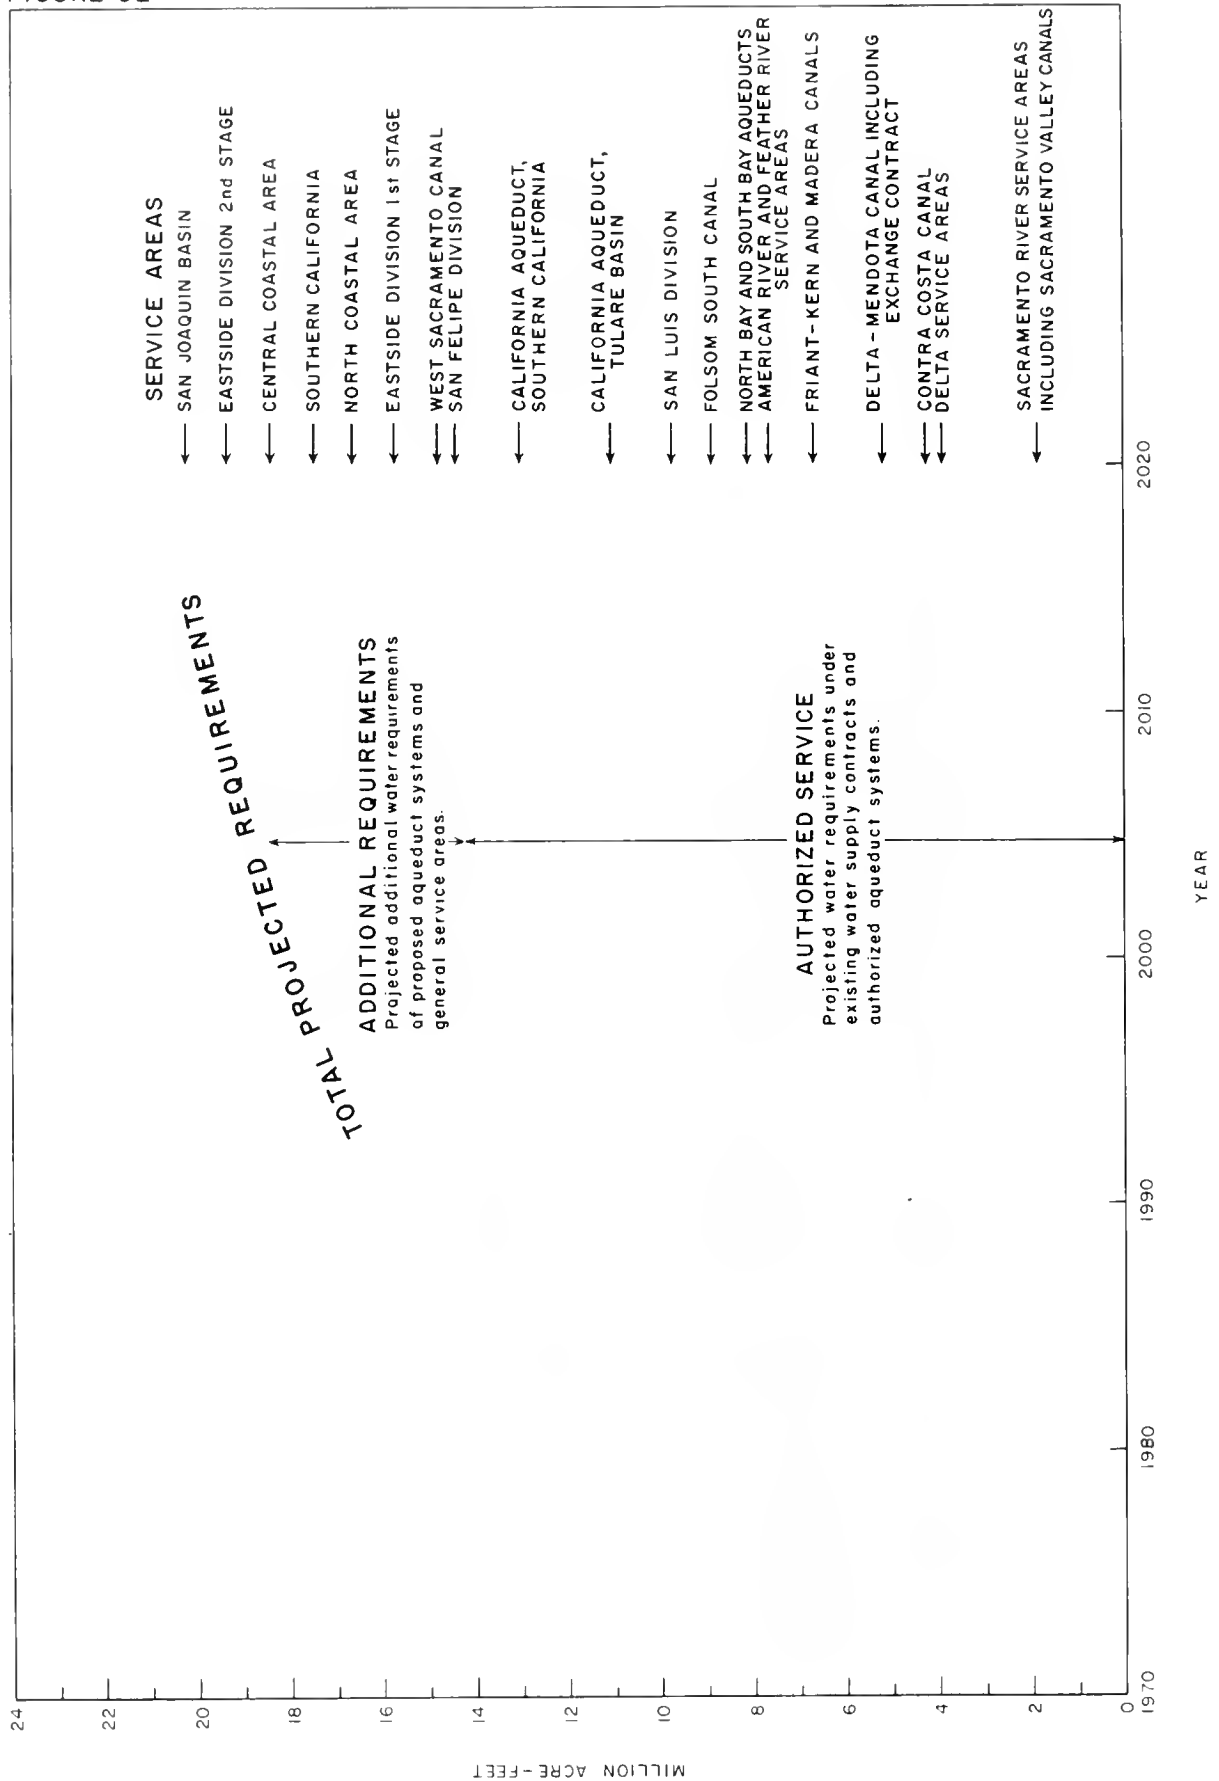 SERVICE AREAS
SAN JOAQUIN BASIN
EASTSIDE DIVISION 2nd STAGE
CENTRAL COASTAL AREA
SOUTHERN CALIFORNIA
NORTH COASTAL AREA
EASTSIDE DIVISION 1st STAGE
WEST SACRAMENTO CANAL
SAN FELIPE DIVISION
CALIFORNIA AQUEDUCT,
SOUTHERN CALIFORNIA
CALIFORNIA AQUEDUCT,
TULARE BASIN
SAN LUIS DIVISION
FOLSOM SOUTH CANAL
NORTH BAY AND SOUTH BAY AQUEDUCTS
AMERICAN RIVER AND FEATHER RIVER
SERVICE AREAS
FRIANT-KERN AND MADERA CANALS
DELTA-MENDOTA CANAL INCLUDING
EXCHANGE CONTRACT
CONTRA COSTA CANAL
DELTA SERVICE AREAS
SACRAMENTO RIVER SERVICE AREAS
INCLUDING SACRAMENTO VALLEY CANALS
TOTAL PROJECTED REQUIREMENTS
ADDITIONAL REQUIREMENTS
Projected additional water requirements
of proposed aqueduct systems and
general service areas.
AUTHORIZED SERVICE
Projected water requirements under
existing water supply contracts and
authorized aqueduct systems.
MILLION ACRE-FEET
24
22
20
18
16
14
12
10
8
6
4
2
0
1970
1980
1990
2000
2010
2020
YEAR